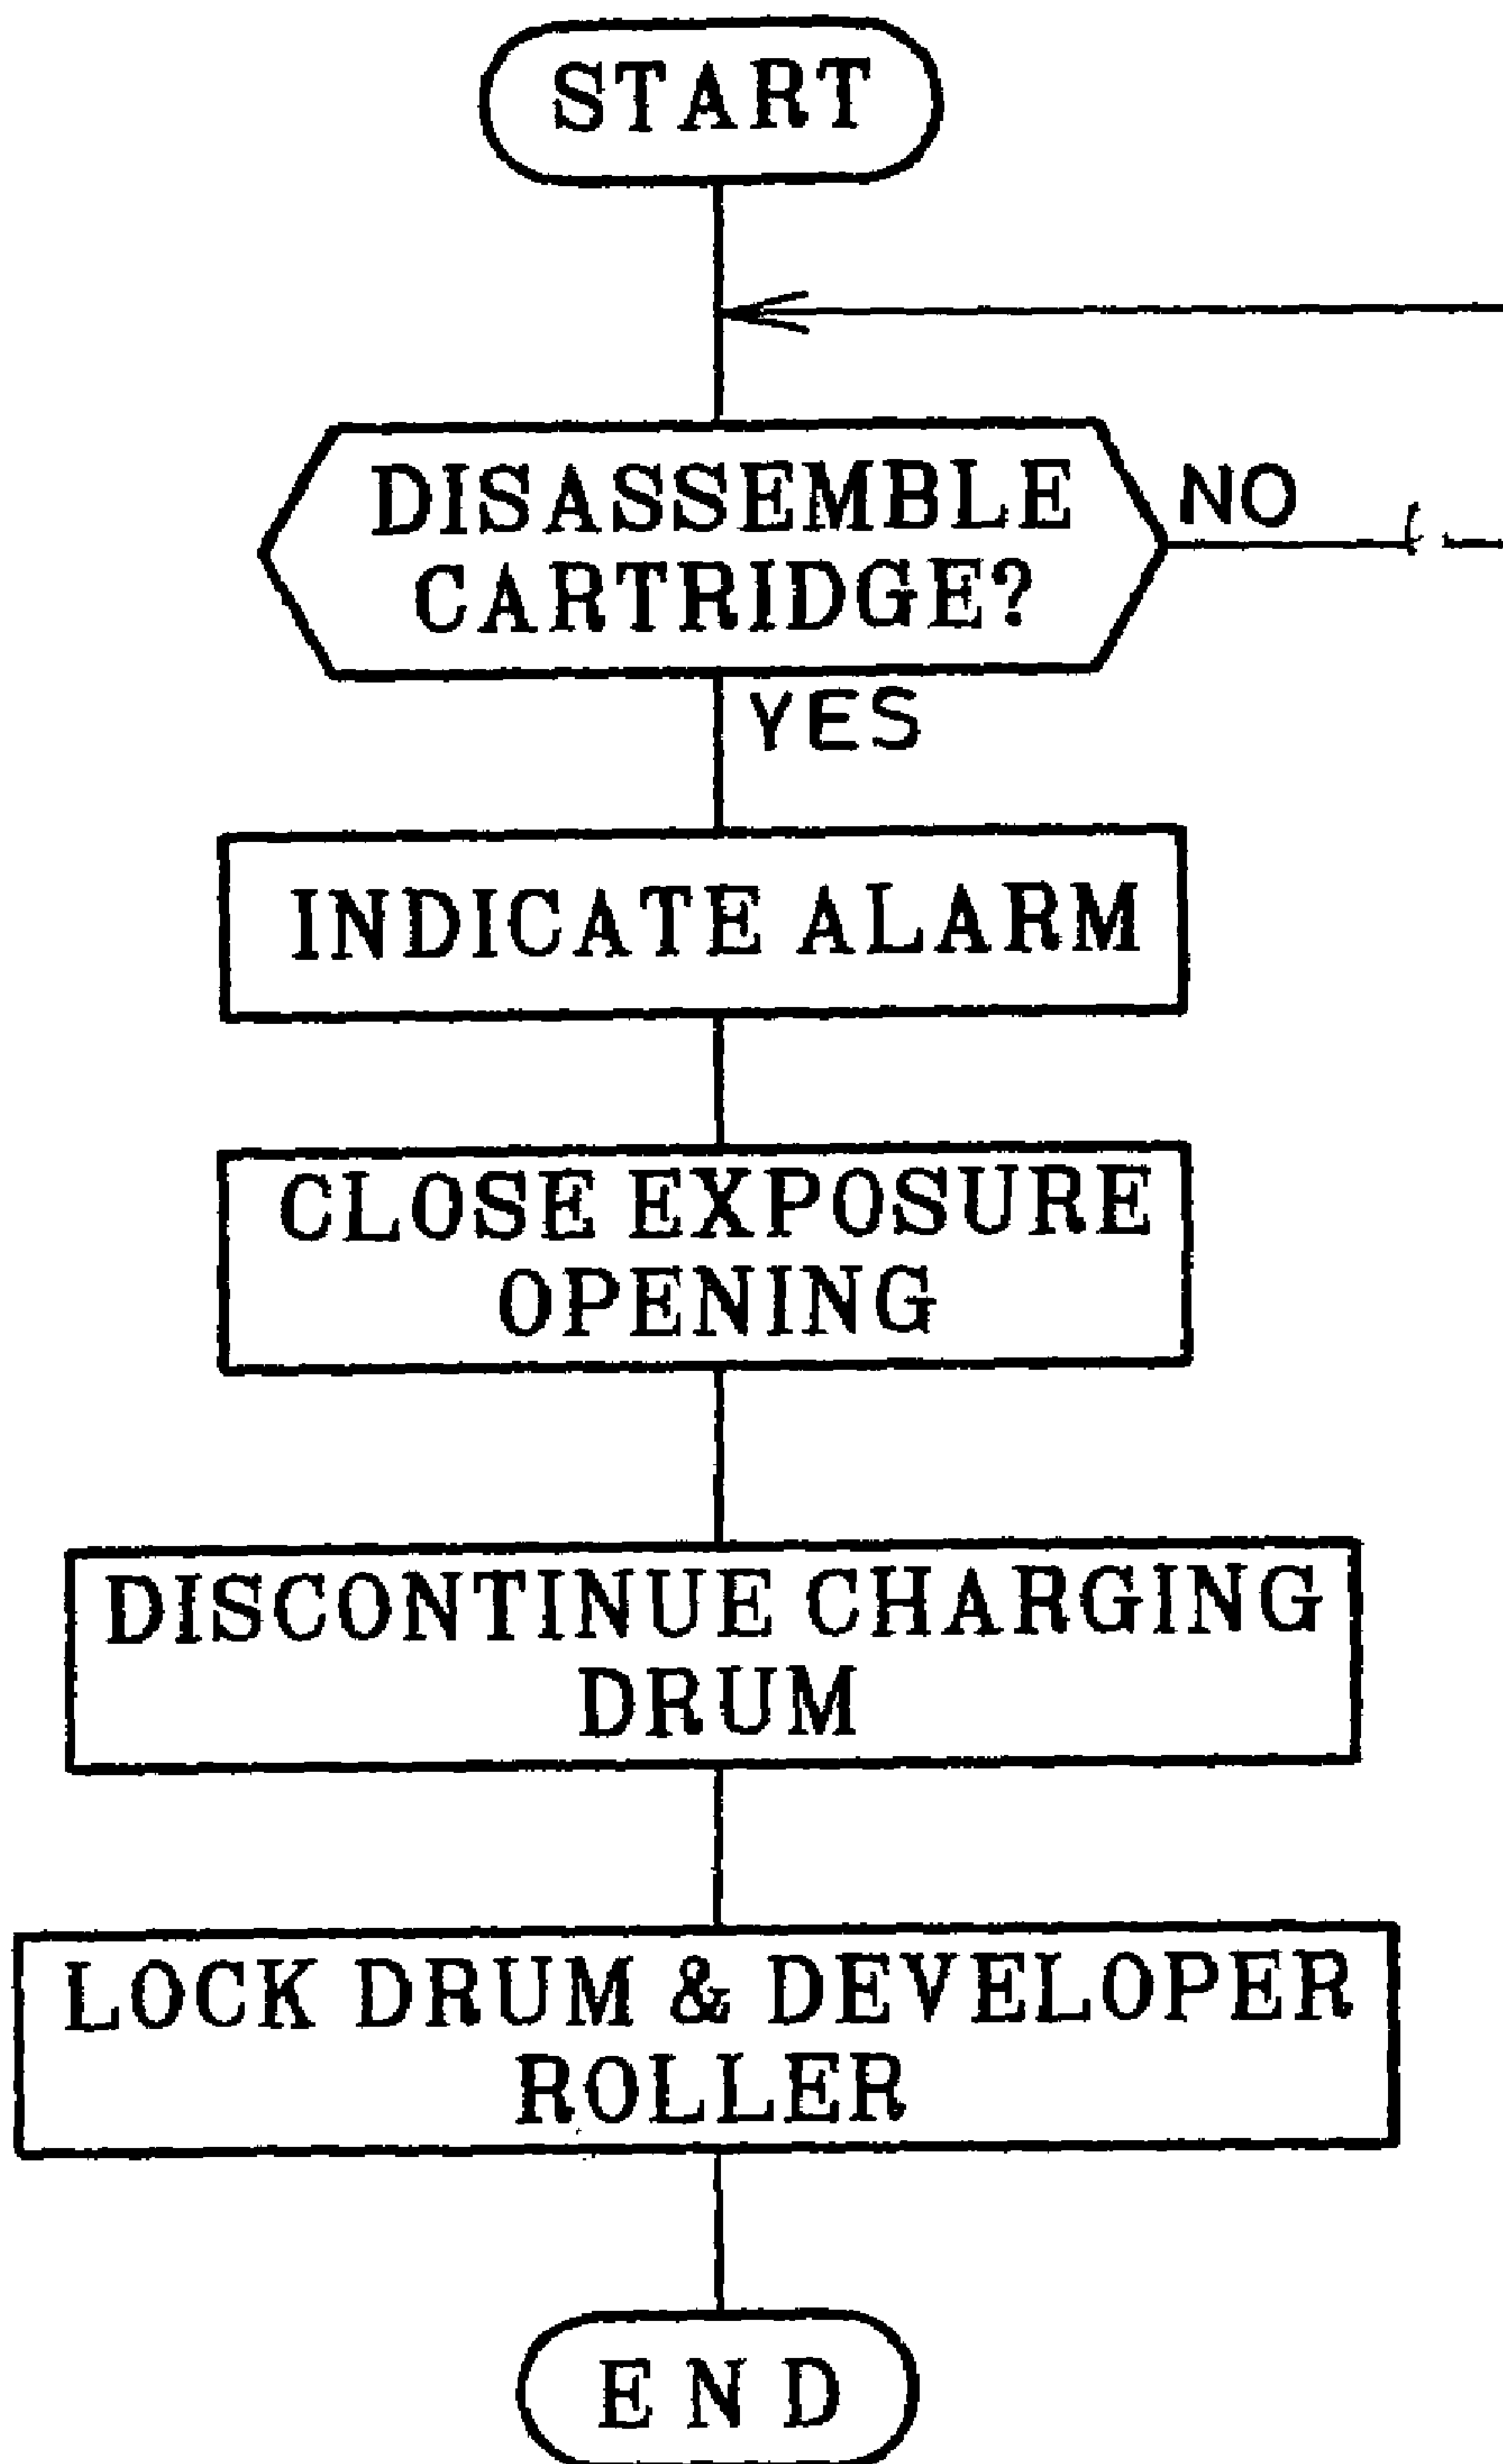 START
DISASSEMBLE
CARTRIDGE?
NO
YES
INDICATE ALARM
CLOSE EXPOSURE
OPENING
DISCONTINUE CHARGING
DRUM
LOCK DRUM & DEVELOPER
ROLLER
END